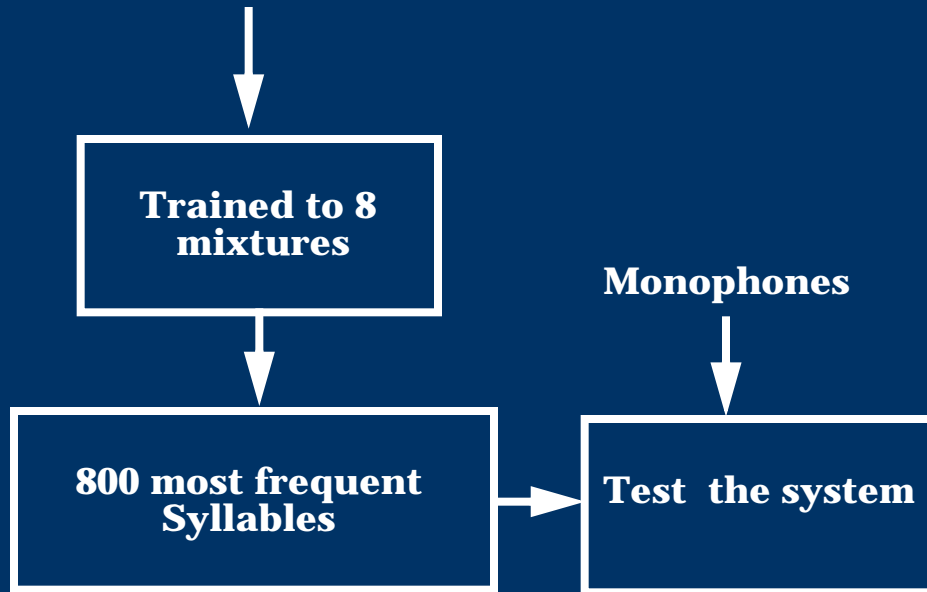 Trained to 8
mixtures
Monophones
800 most frequent
Syllables
Test the system